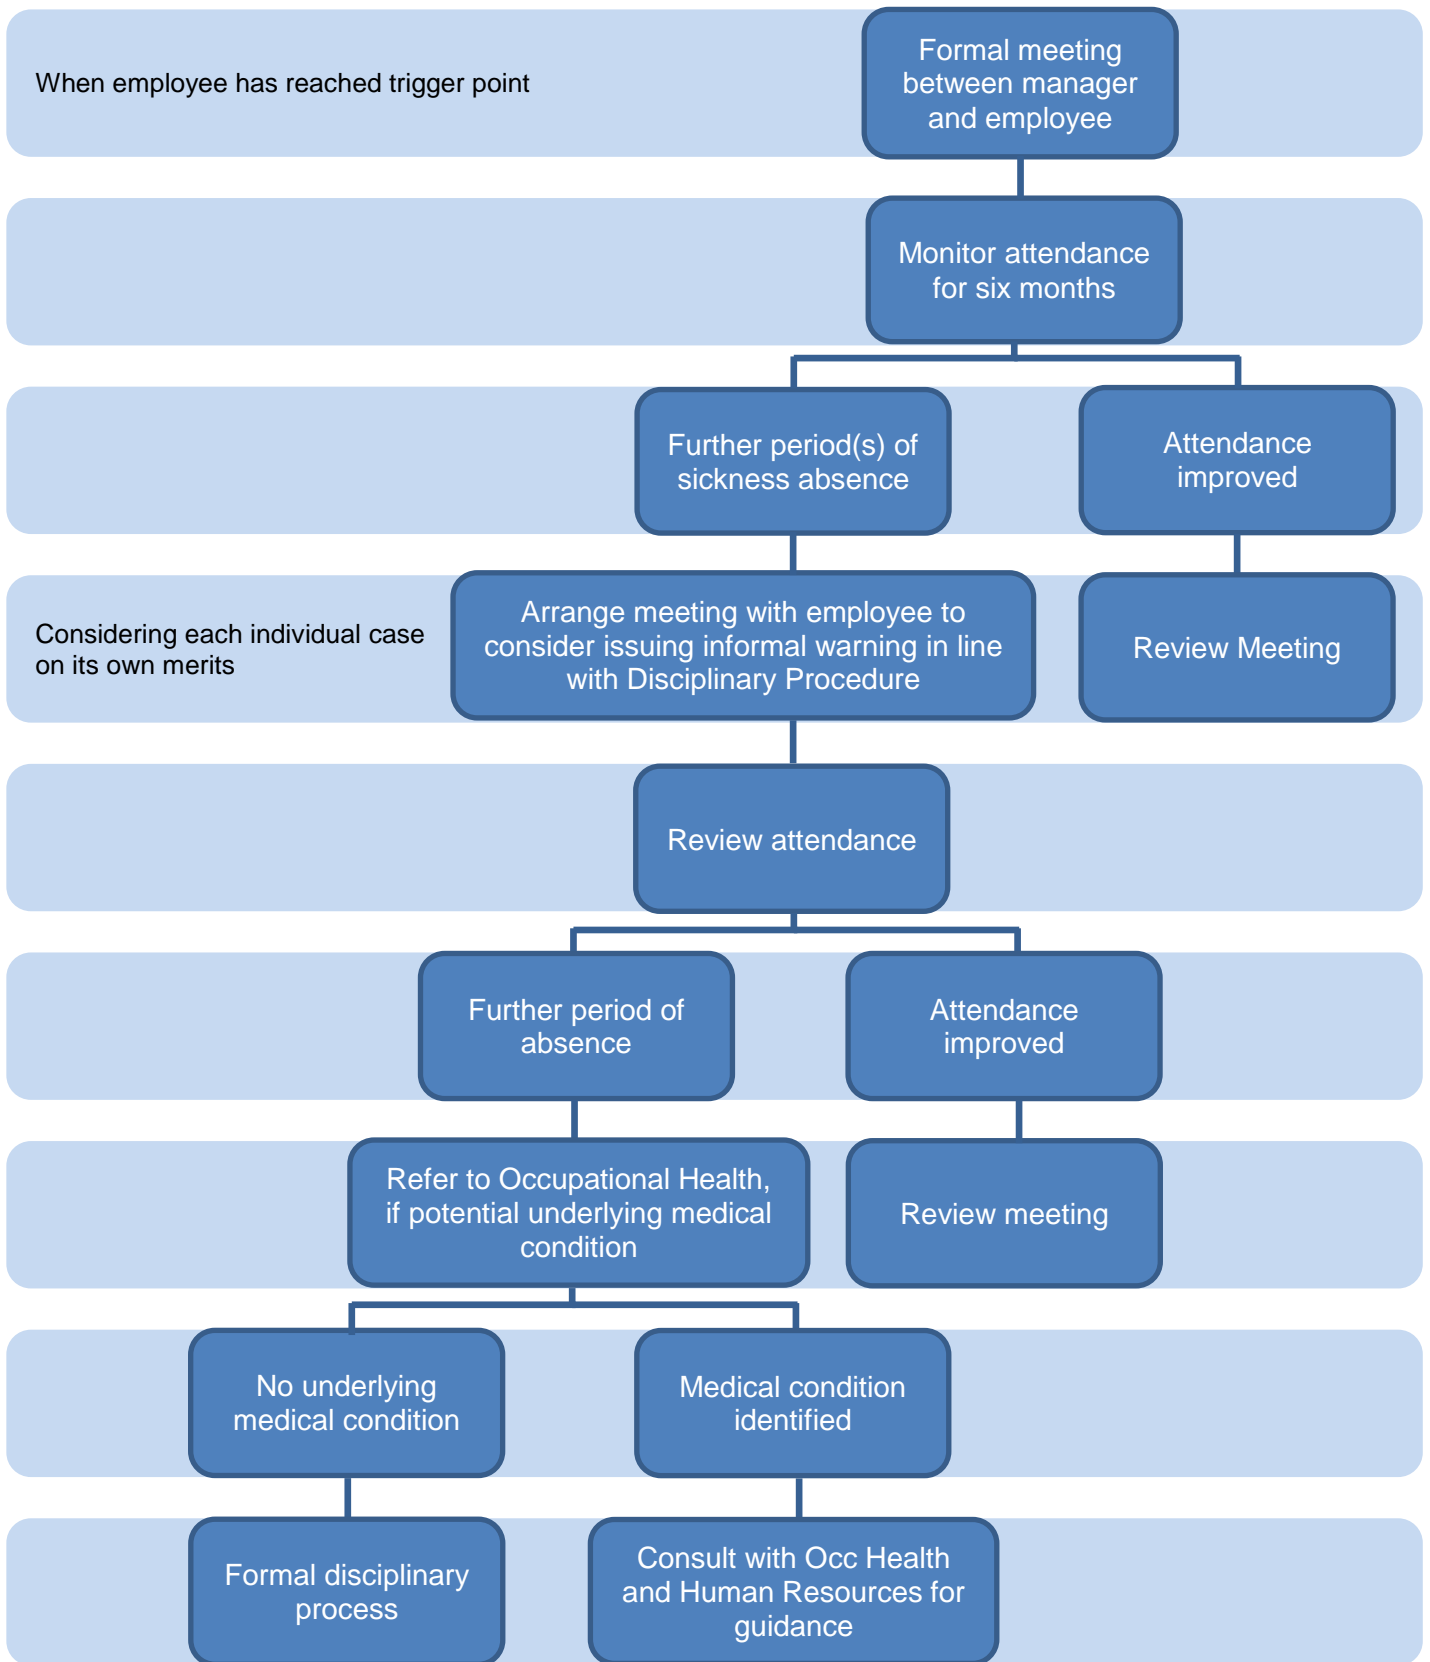 When employee has reached trigger point
Formal meeting
between manager
and employee
Monitor attendance
for six months
Further period(s) of
sickness absence
Attendance
improved
Considering each individual case
on its own merits
Arrange meeting with employee to
consider issuing informal warning in line
with Disciplinary Procedure
Review Meeting
Review attendance
Further period of
absence
Attendance
improved
Refer to Occupational Health,
if potential underlying medical
condition
Review meeting
No underlying
medical condition
Medical condition
identified
Formal disciplinary
process
Consult with Occ Health
and Human Resources for
guidance